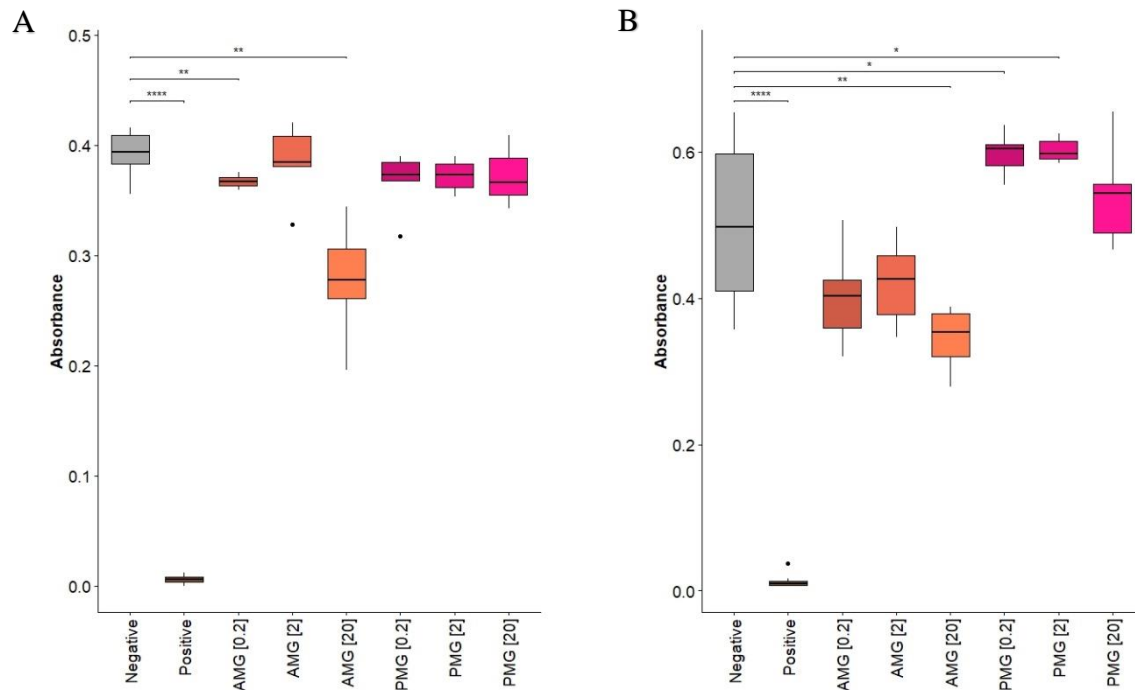 A
Absorbance
0.5
0.4
0.3
0.2
0.1
0.0
**
**
****
Negative
Positive
AMG [0.2]
AMG [2]
AMG [20]
PMG [0.2]
PMG [2]
PMG [20]
B
Absorbance
0.6
0.4
0.2
0.0
*
*
**
****
Negative
Positive
AMG [0.2]
AMG [2]
AMG [20]
PMG [0.2]
PMG [2]
PMG [20]